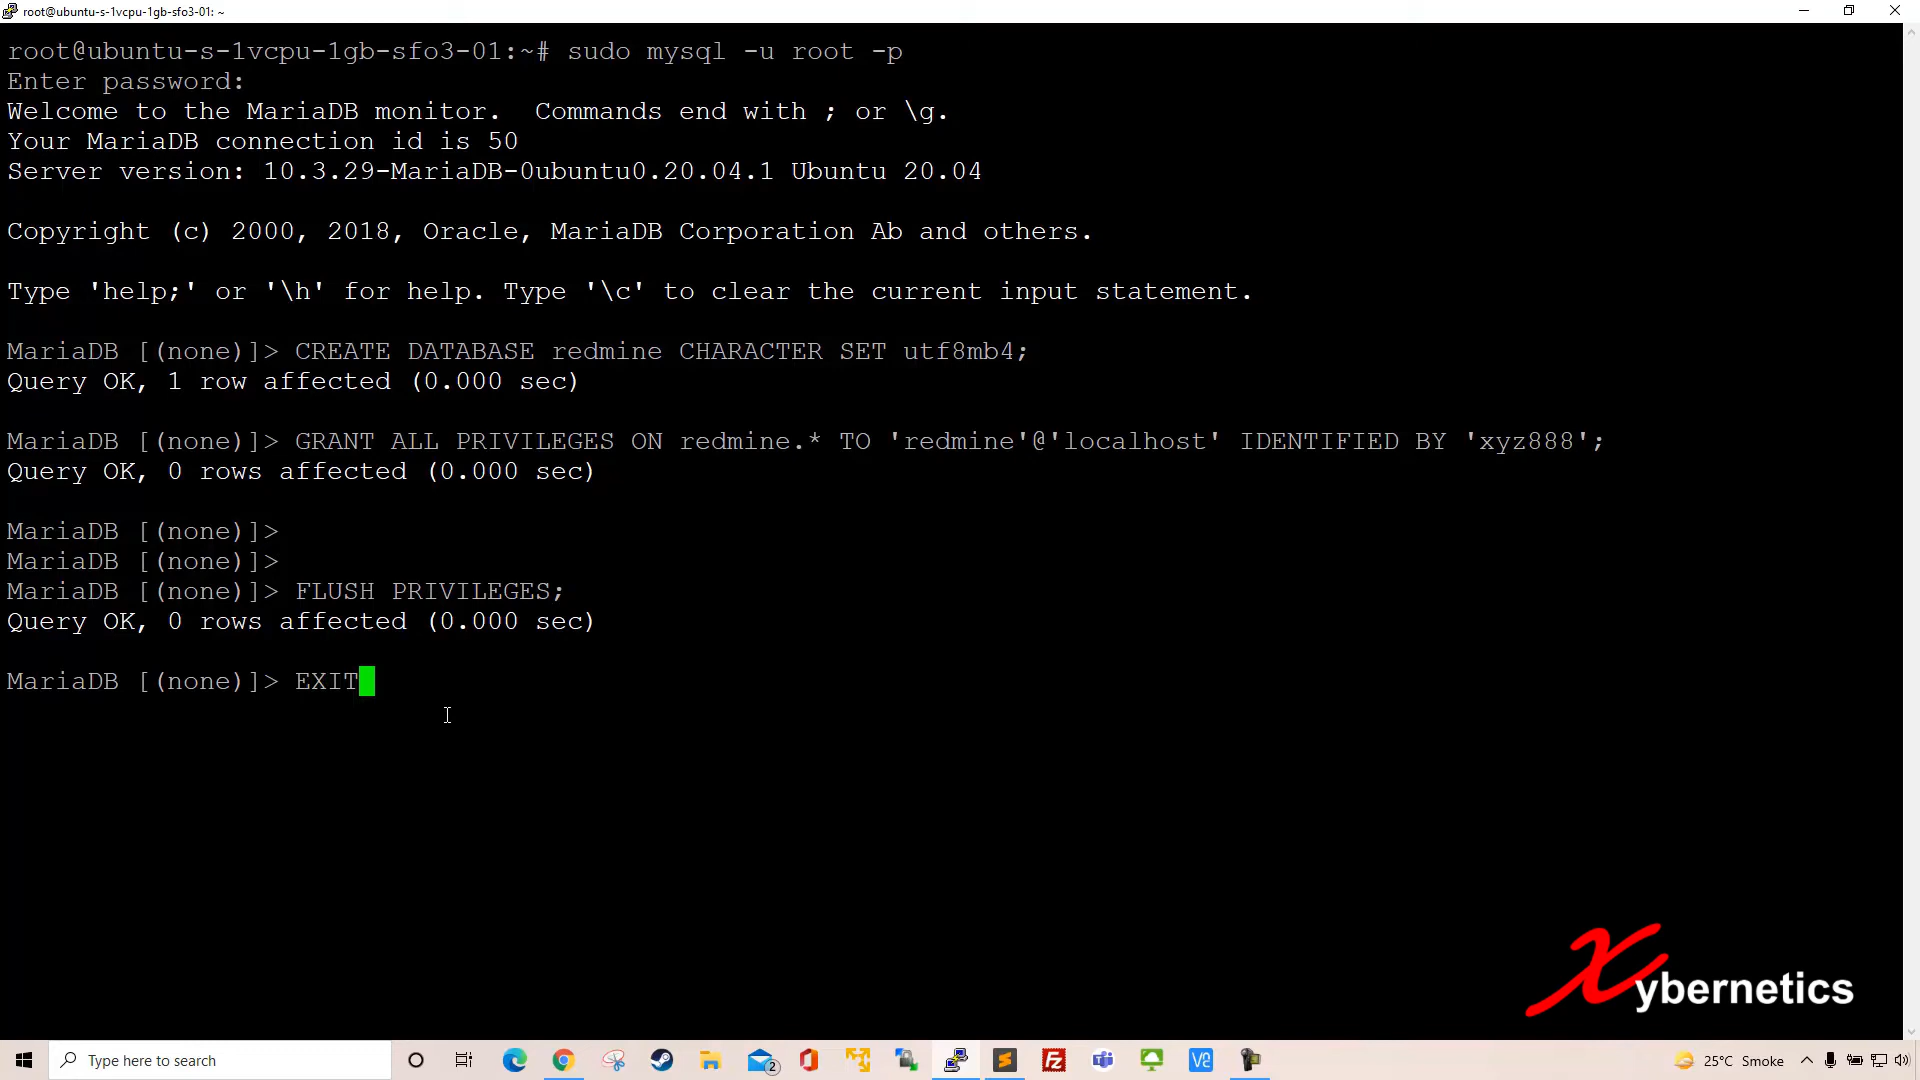 root@ubuntu-s-1vcpu-1gb-sfo3-01: ~
root@ubuntu-s-1vcpu-1gb-sfo3-01:~# sudo mysql -u root -p
Enter password:
Welcome to the MariaDB monitor.  Commands end with ; or \g.
Your MariaDB connection id is 50
Server version: 10.3.29-MariaDB-0ubuntu0.20.04.1 Ubuntu 20.04
Copyright (c) 2000, 2018, Oracle, MariaDB Corporation Ab and others.
Type 'help;' or '\h' for help. Type '\c' to clear the current input statement.
MariaDB [(none)]> CREATE DATABASE redmine CHARACTER SET utf8mb4;
Query OK, 1 row affected (0.000 sec)
MariaDB [(none)]> GRANT ALL PRIVILEGES ON redmine.* TO 'redmine'@'localhost' IDENTIFIED BY 'xyz888';
Query OK, 0 rows affected (0.000 sec)
MariaDB [(none)]>
MariaDB [(none)]>
MariaDB [(none)]> FLUSH PRIVILEGES;
Query OK, 0 rows affected (0.000 sec)
MariaDB [(none)]> EXIT
Xybernetics
Type here to search
2
25°C Smoke